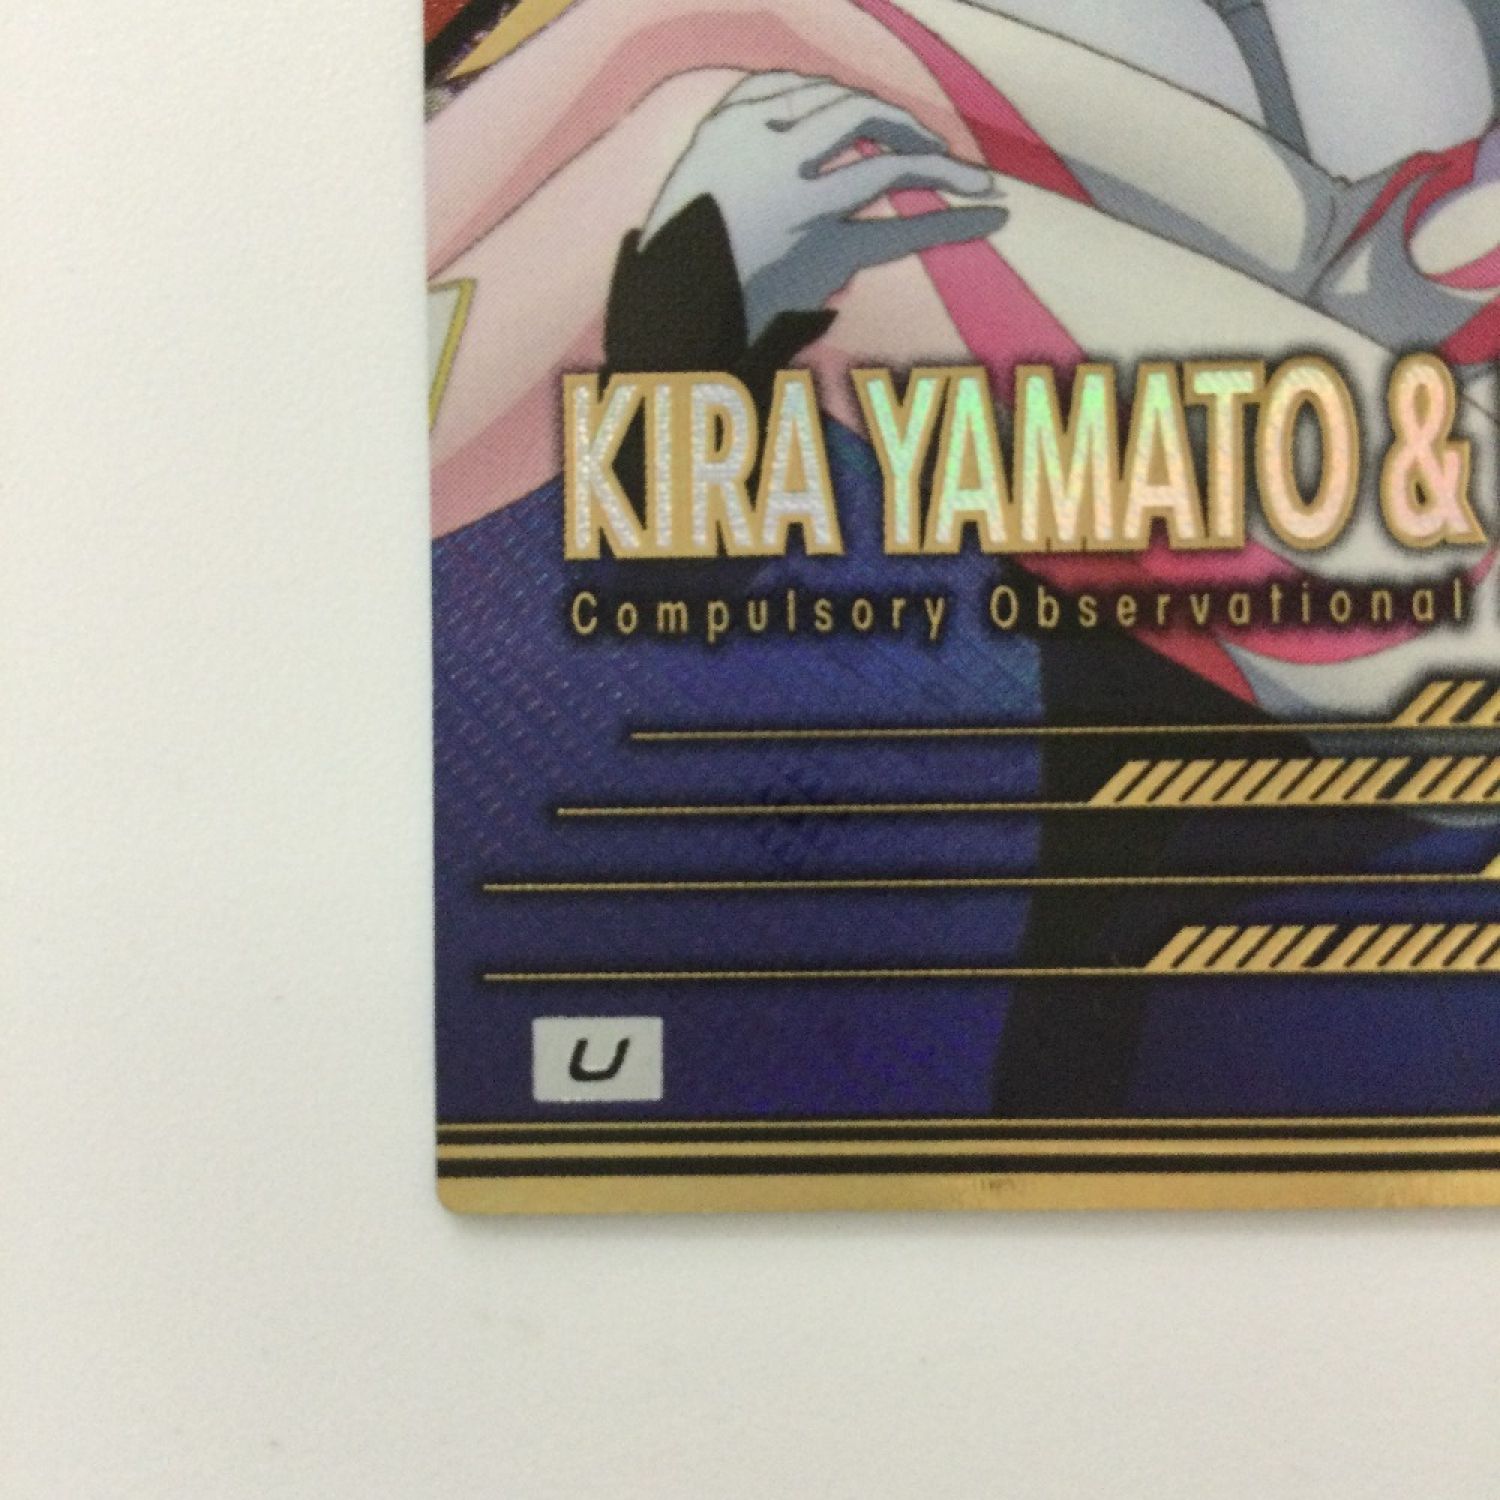 KIRA YAMATO &
Compulsory Observational
U